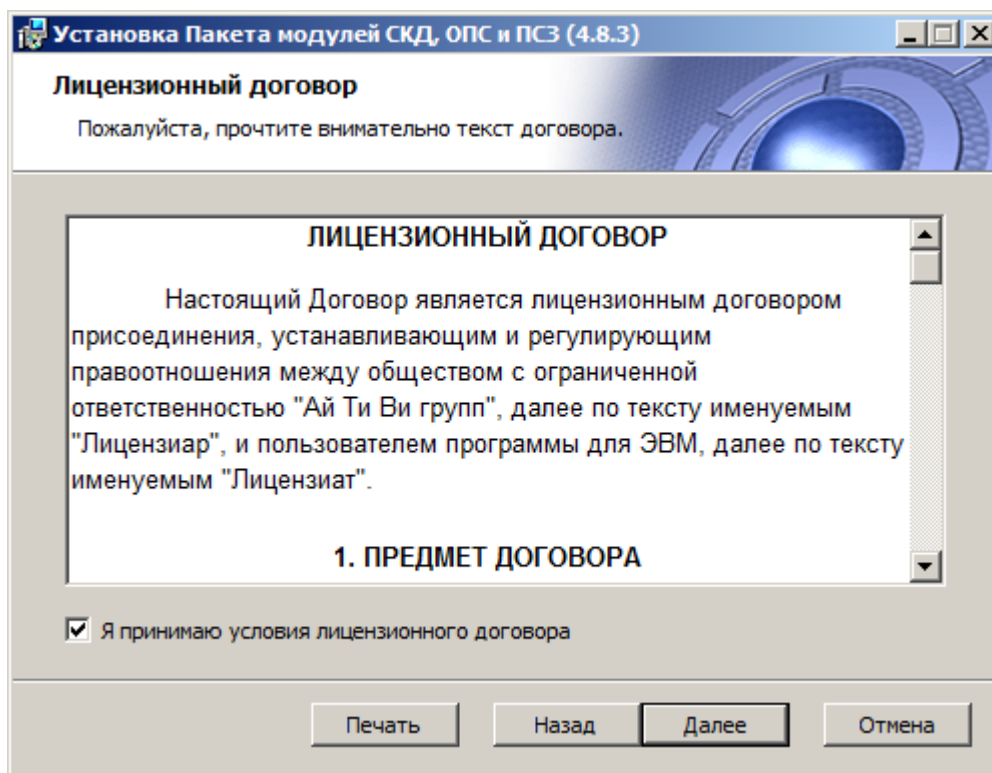 Установка Пакета модулей СКД, ОПС и ПСЗ (4.8.3)
Лицензионный договор
Пожалуйста, прочтите внимательно текст договора.
ЛИЦЕНЗИОННЫЙ ДОГОВОР
Настоящий Договор является лицензионным договором
присоединения, устанавливающим и регулирующим
правоотношения между обществом с ограниченной
ответственностью "Ай Ти Ви групп", далее по тексту именуемым
"Лицензиар", и пользователем программы для ЭВМ, далее по тексту
именуемым "Лицензиат".
1. ПРЕДМЕТ ДОГОВОРА
Я принимаю условия лицензионного договора
Печать Назад Далее Отмена